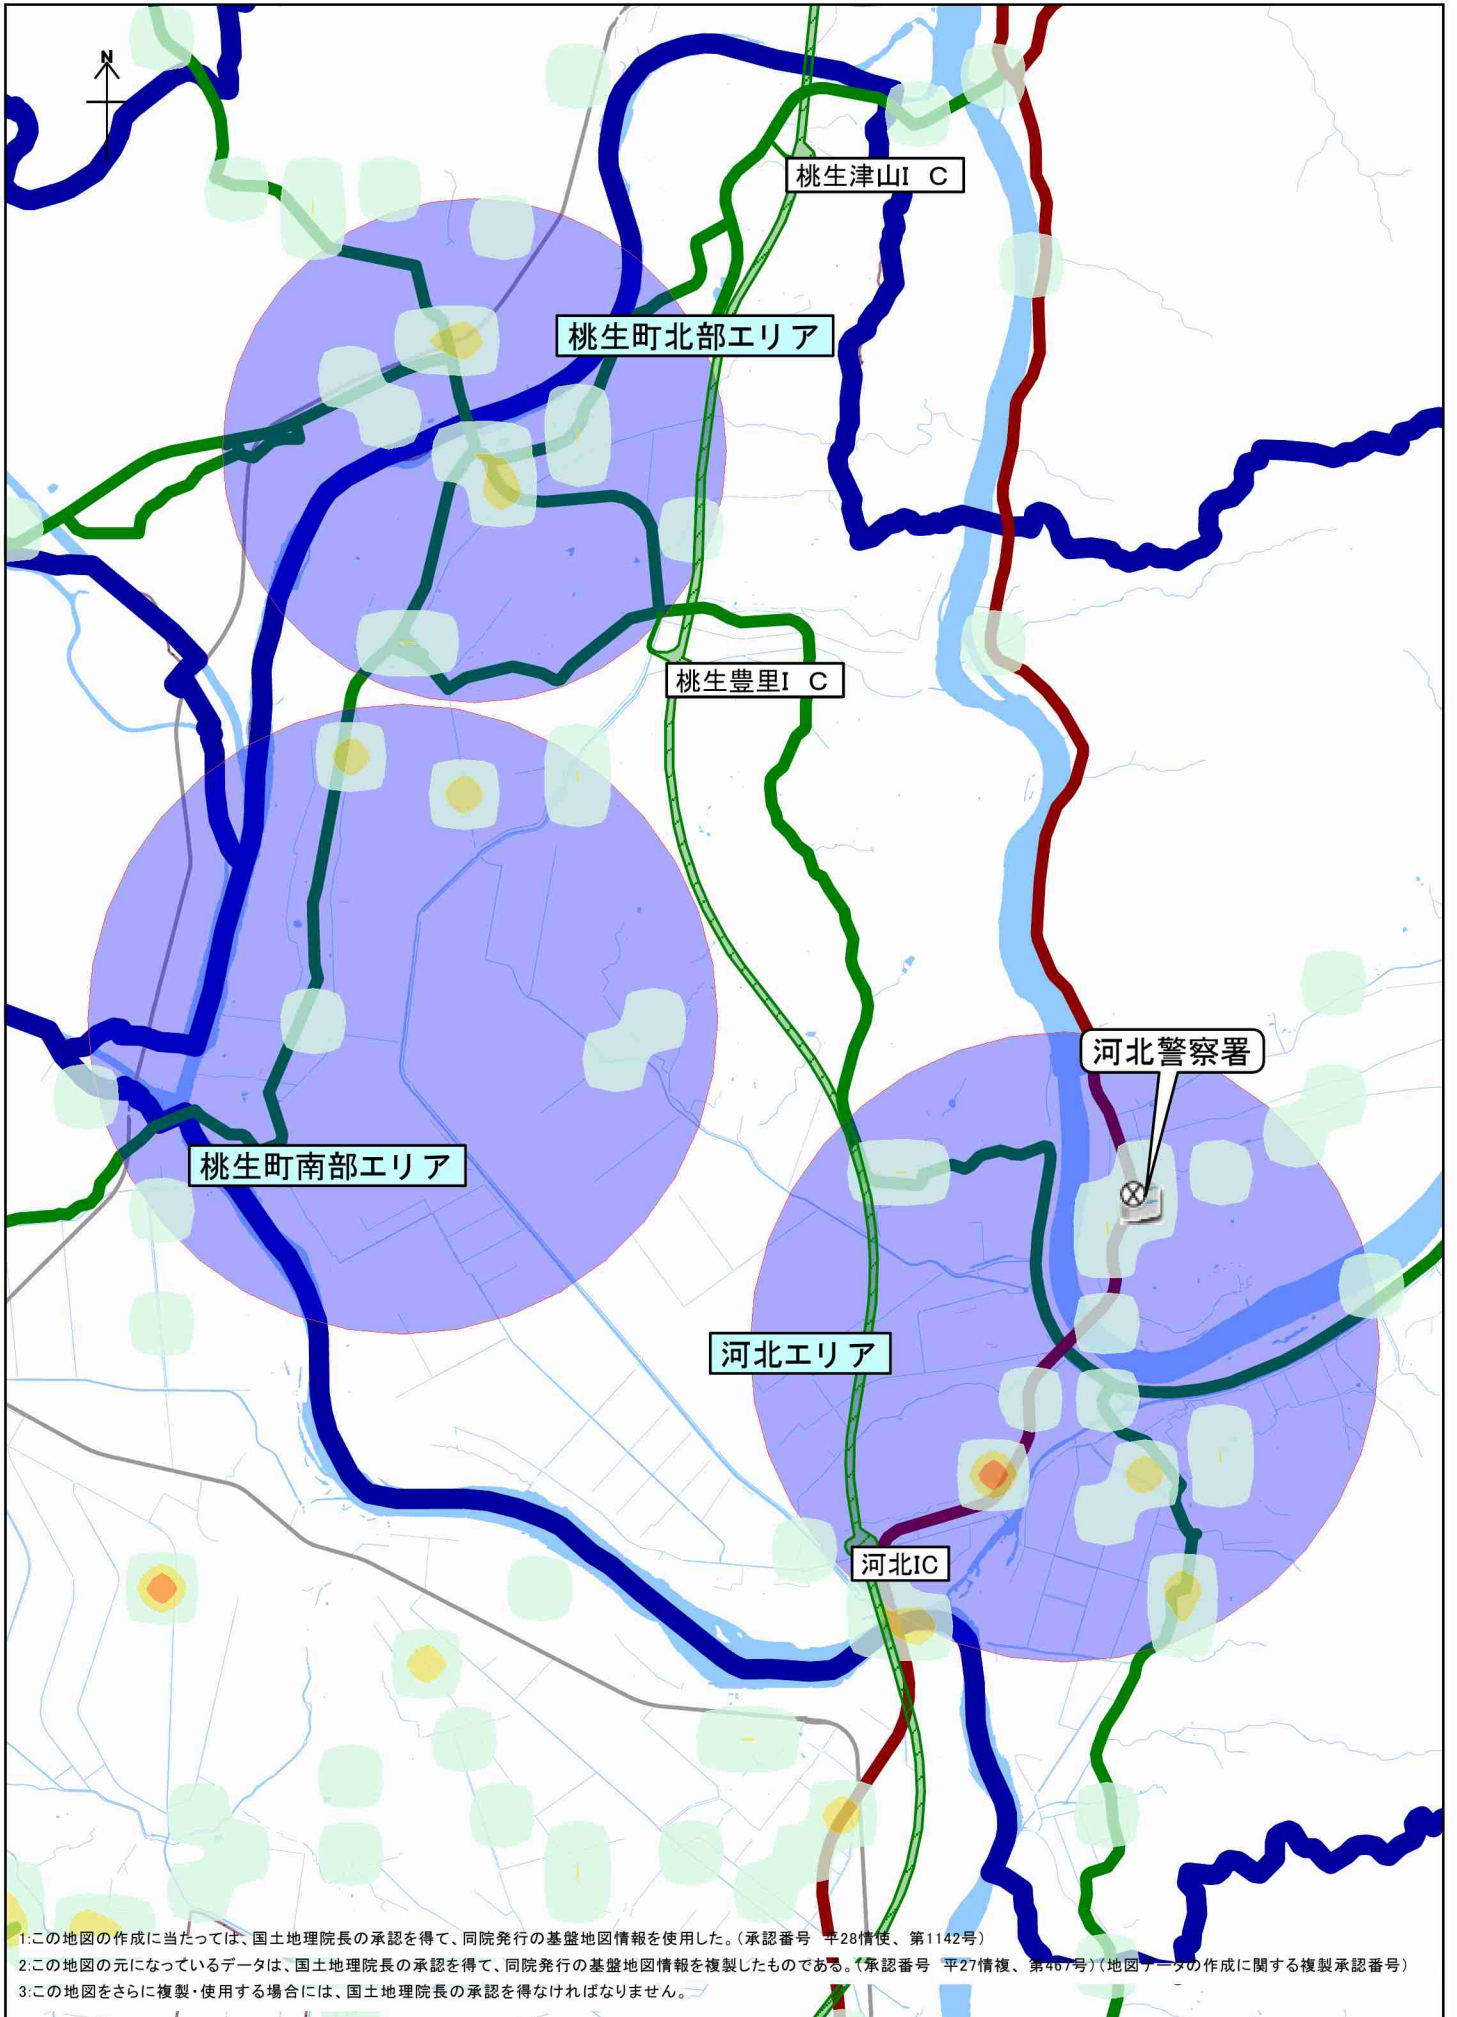 N
桃生津山I C
桃生町北部エリア
桃生豊里I C
河北警察署
桃生町南部エリア
河北エリア
河北IC
1:この地図の作成に当たっては、国土地理院長の承認を得て、同院発行の基盤地図情報を使用した。(承認番号 平28情使、第1142号)
2:この地図の元になっているデータは、国土地理院長の承認を得て、同院発行の基盤地図情報を複製したものである。(承認番号 平27情複、第467号)(地図データの作成に関する複製承認番号)
3:この地図をさらに複製・使用する場合には、国土地理院長の承認を得なければなりません。